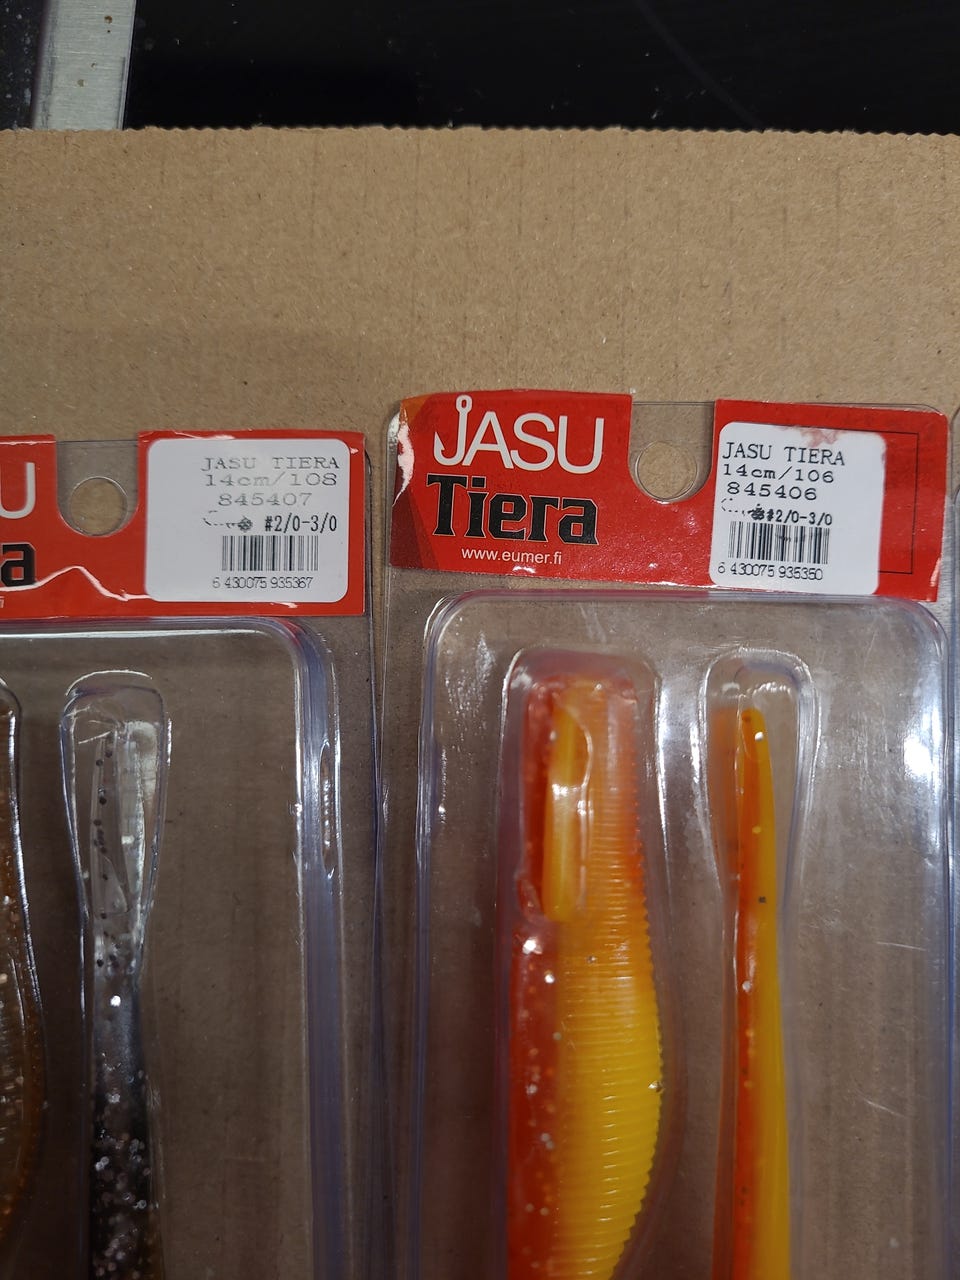 U
a
JASU TIERA
14cm/108
845407
#2/0-3/0
6 430075 935367
JASU
Tiera
www.eumer.fi
JASU TIERA
14cm/106
845406
#2/0-3/0
6 430075 935350